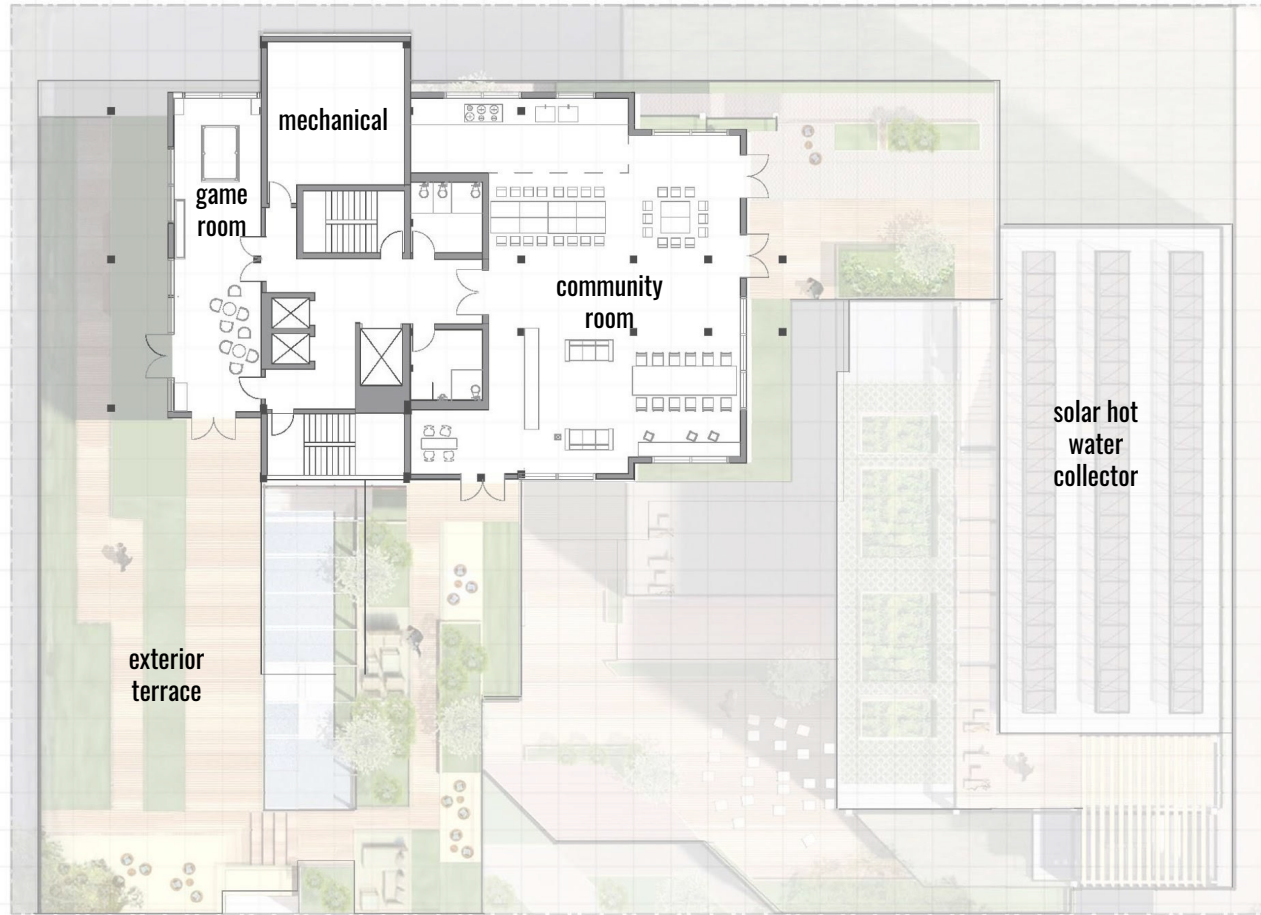 mechanical
game
room
community
room
solar hot
water
collector
exterior
terrace